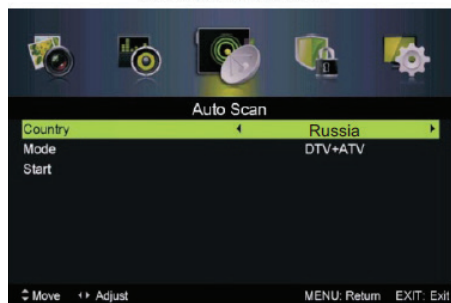 Auto Scan
Country Russia
Mode DTV+ATV
Start
Move Adjust MENU: Return EXIT: Exit